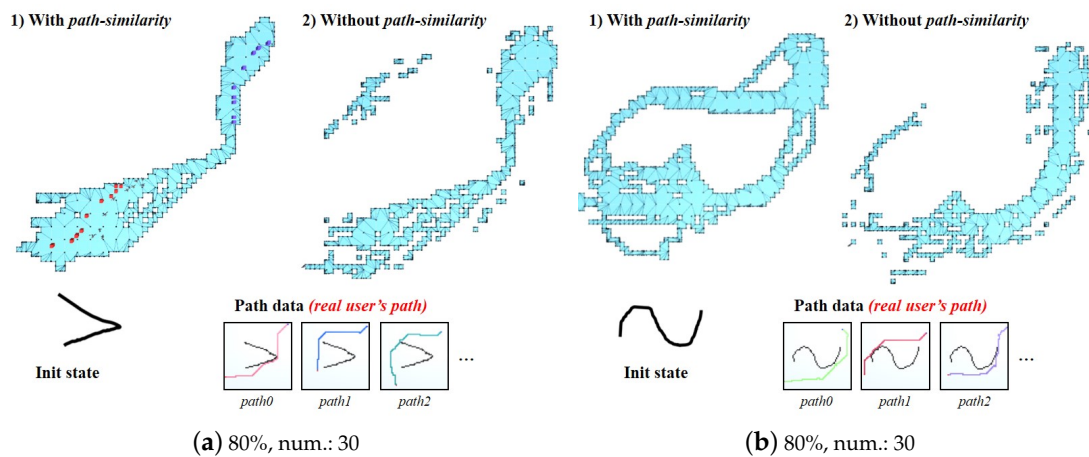 1) With path-similarity
2) Without path-similarity
1) With path-similarity
2) Without path-similarity
Path data (real user's path)
Init state
path0
path1
path2
...
Path data (real user's path)
Init state
path0
path1
path2
...
(a) 80%, num.: 30
(b) 80%, num.: 30